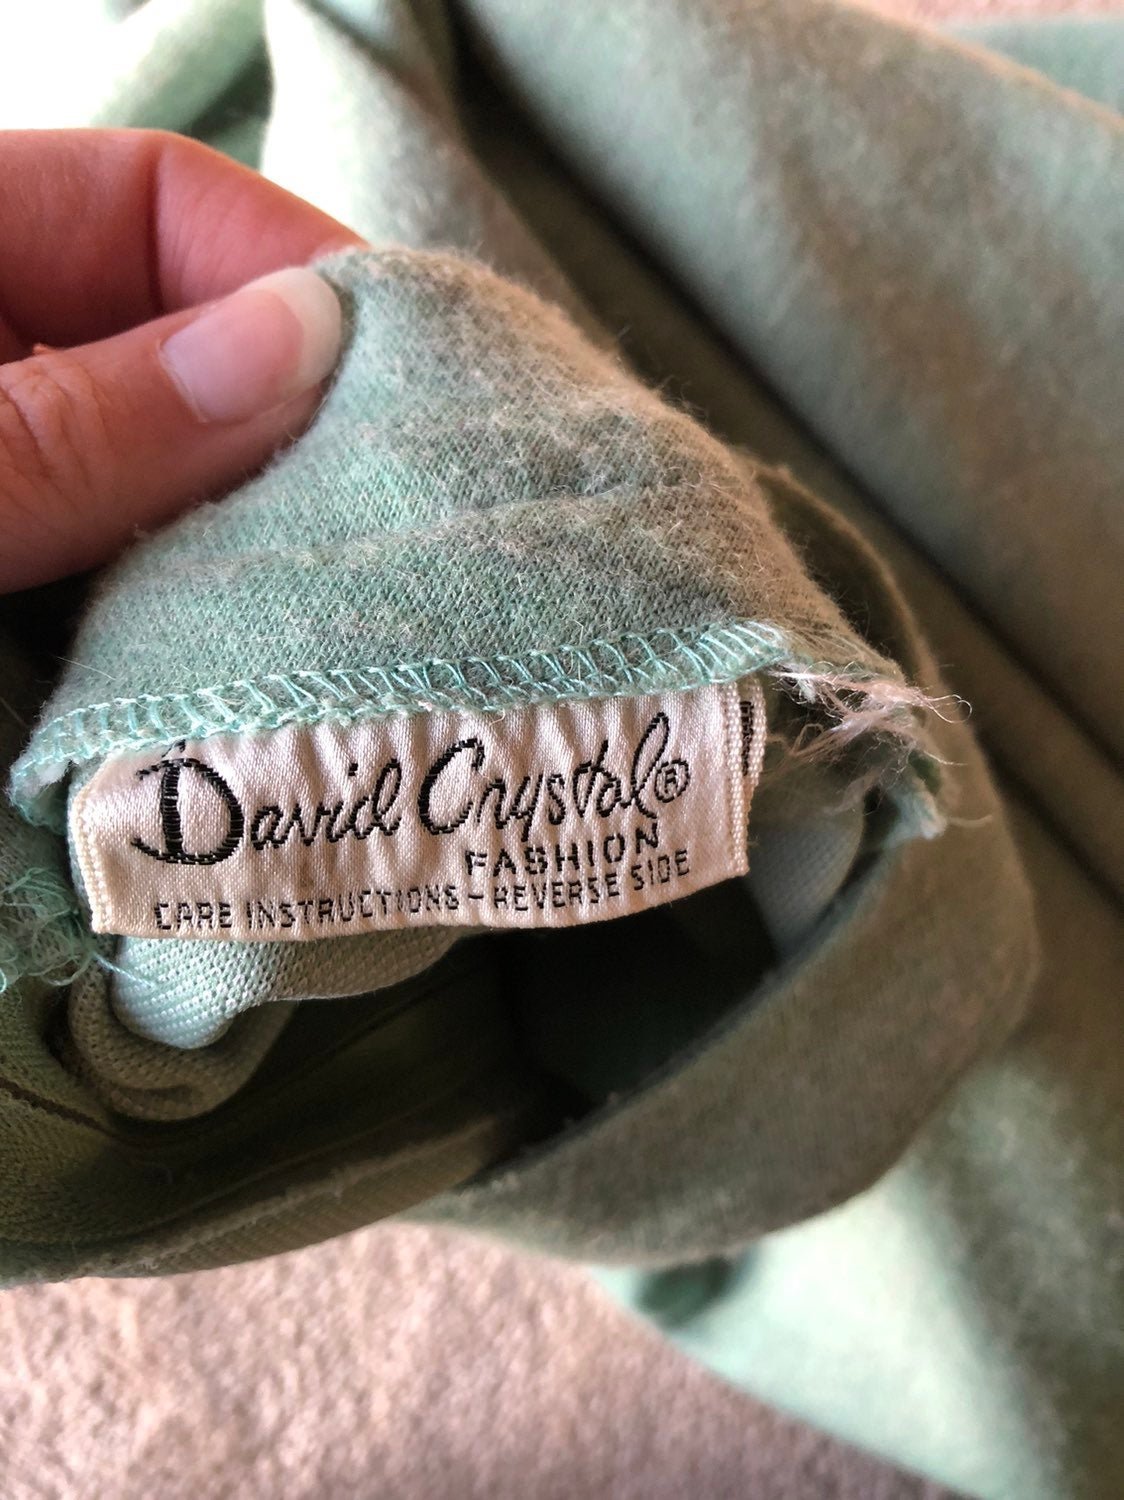 David Crystal®
FASHION
CARE INSTRUCTIONS-REVERSE SIDE